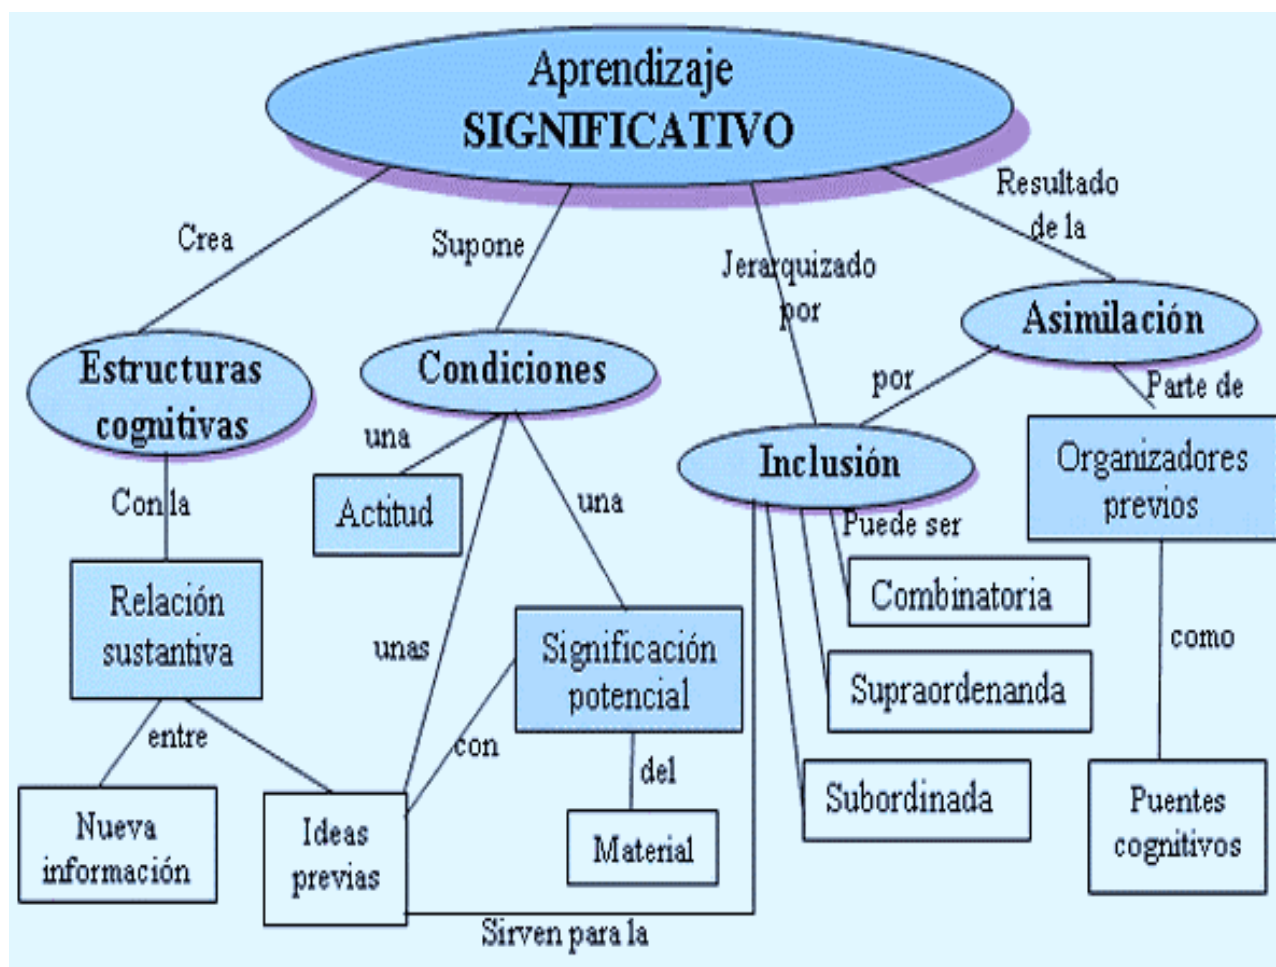 Aprendizaje
SIGNIFICATIVO
Crea
Supone
Jerarquizado
por
Resultado
de la
Estructuras
cognitivas
Condiciones
Asimilación
por
Parte de
Con la
una
una
unas
Actitud
Inclusión
Puede ser
Organizadores
previos
Relación
sustantiva
Significación
potencial
Combinatoria
Supraordenanda
Subordinada
como
entre
con
del
Nueva
información
Ideas
previas
Material
Puentes
cognitivos
Sirven para la